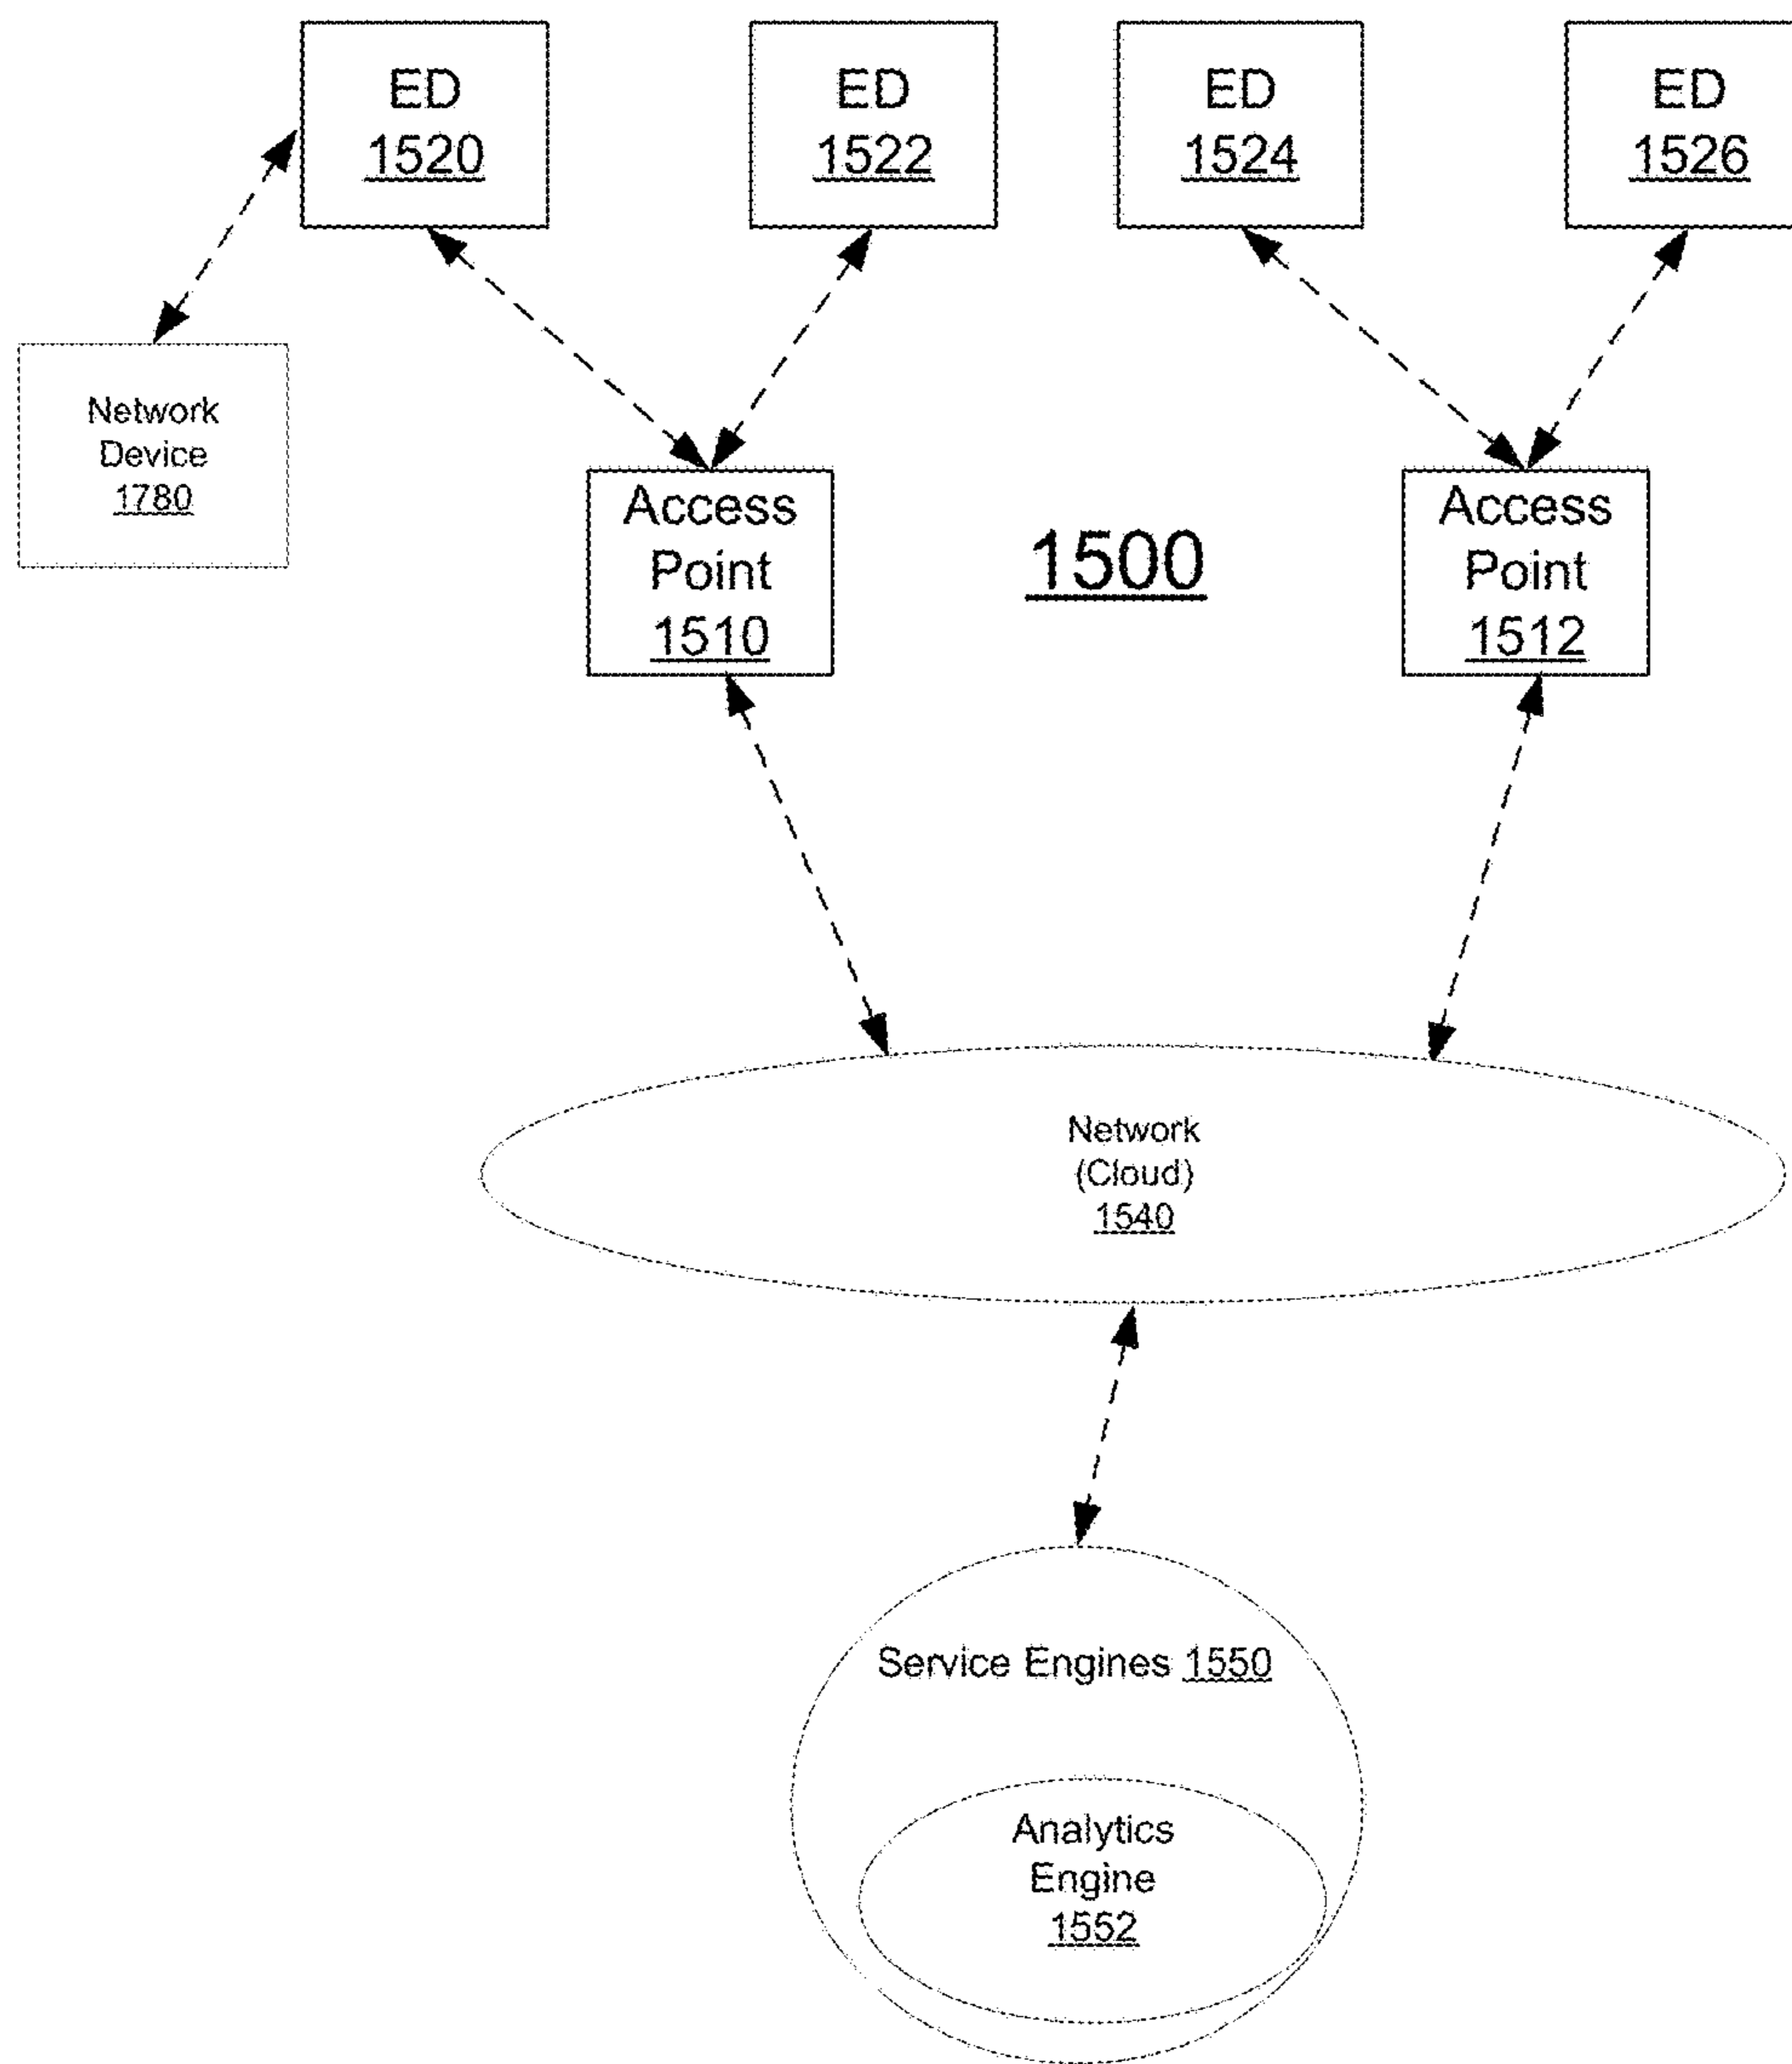 ED
1520
ED
1522
ED
1524
ED
1526
Network
Device
1780
Access
Point
1510
1500
Access
Point
1512
Network
(Cloud)
1540
Service Engines 1550
Analytics
Engine
1552